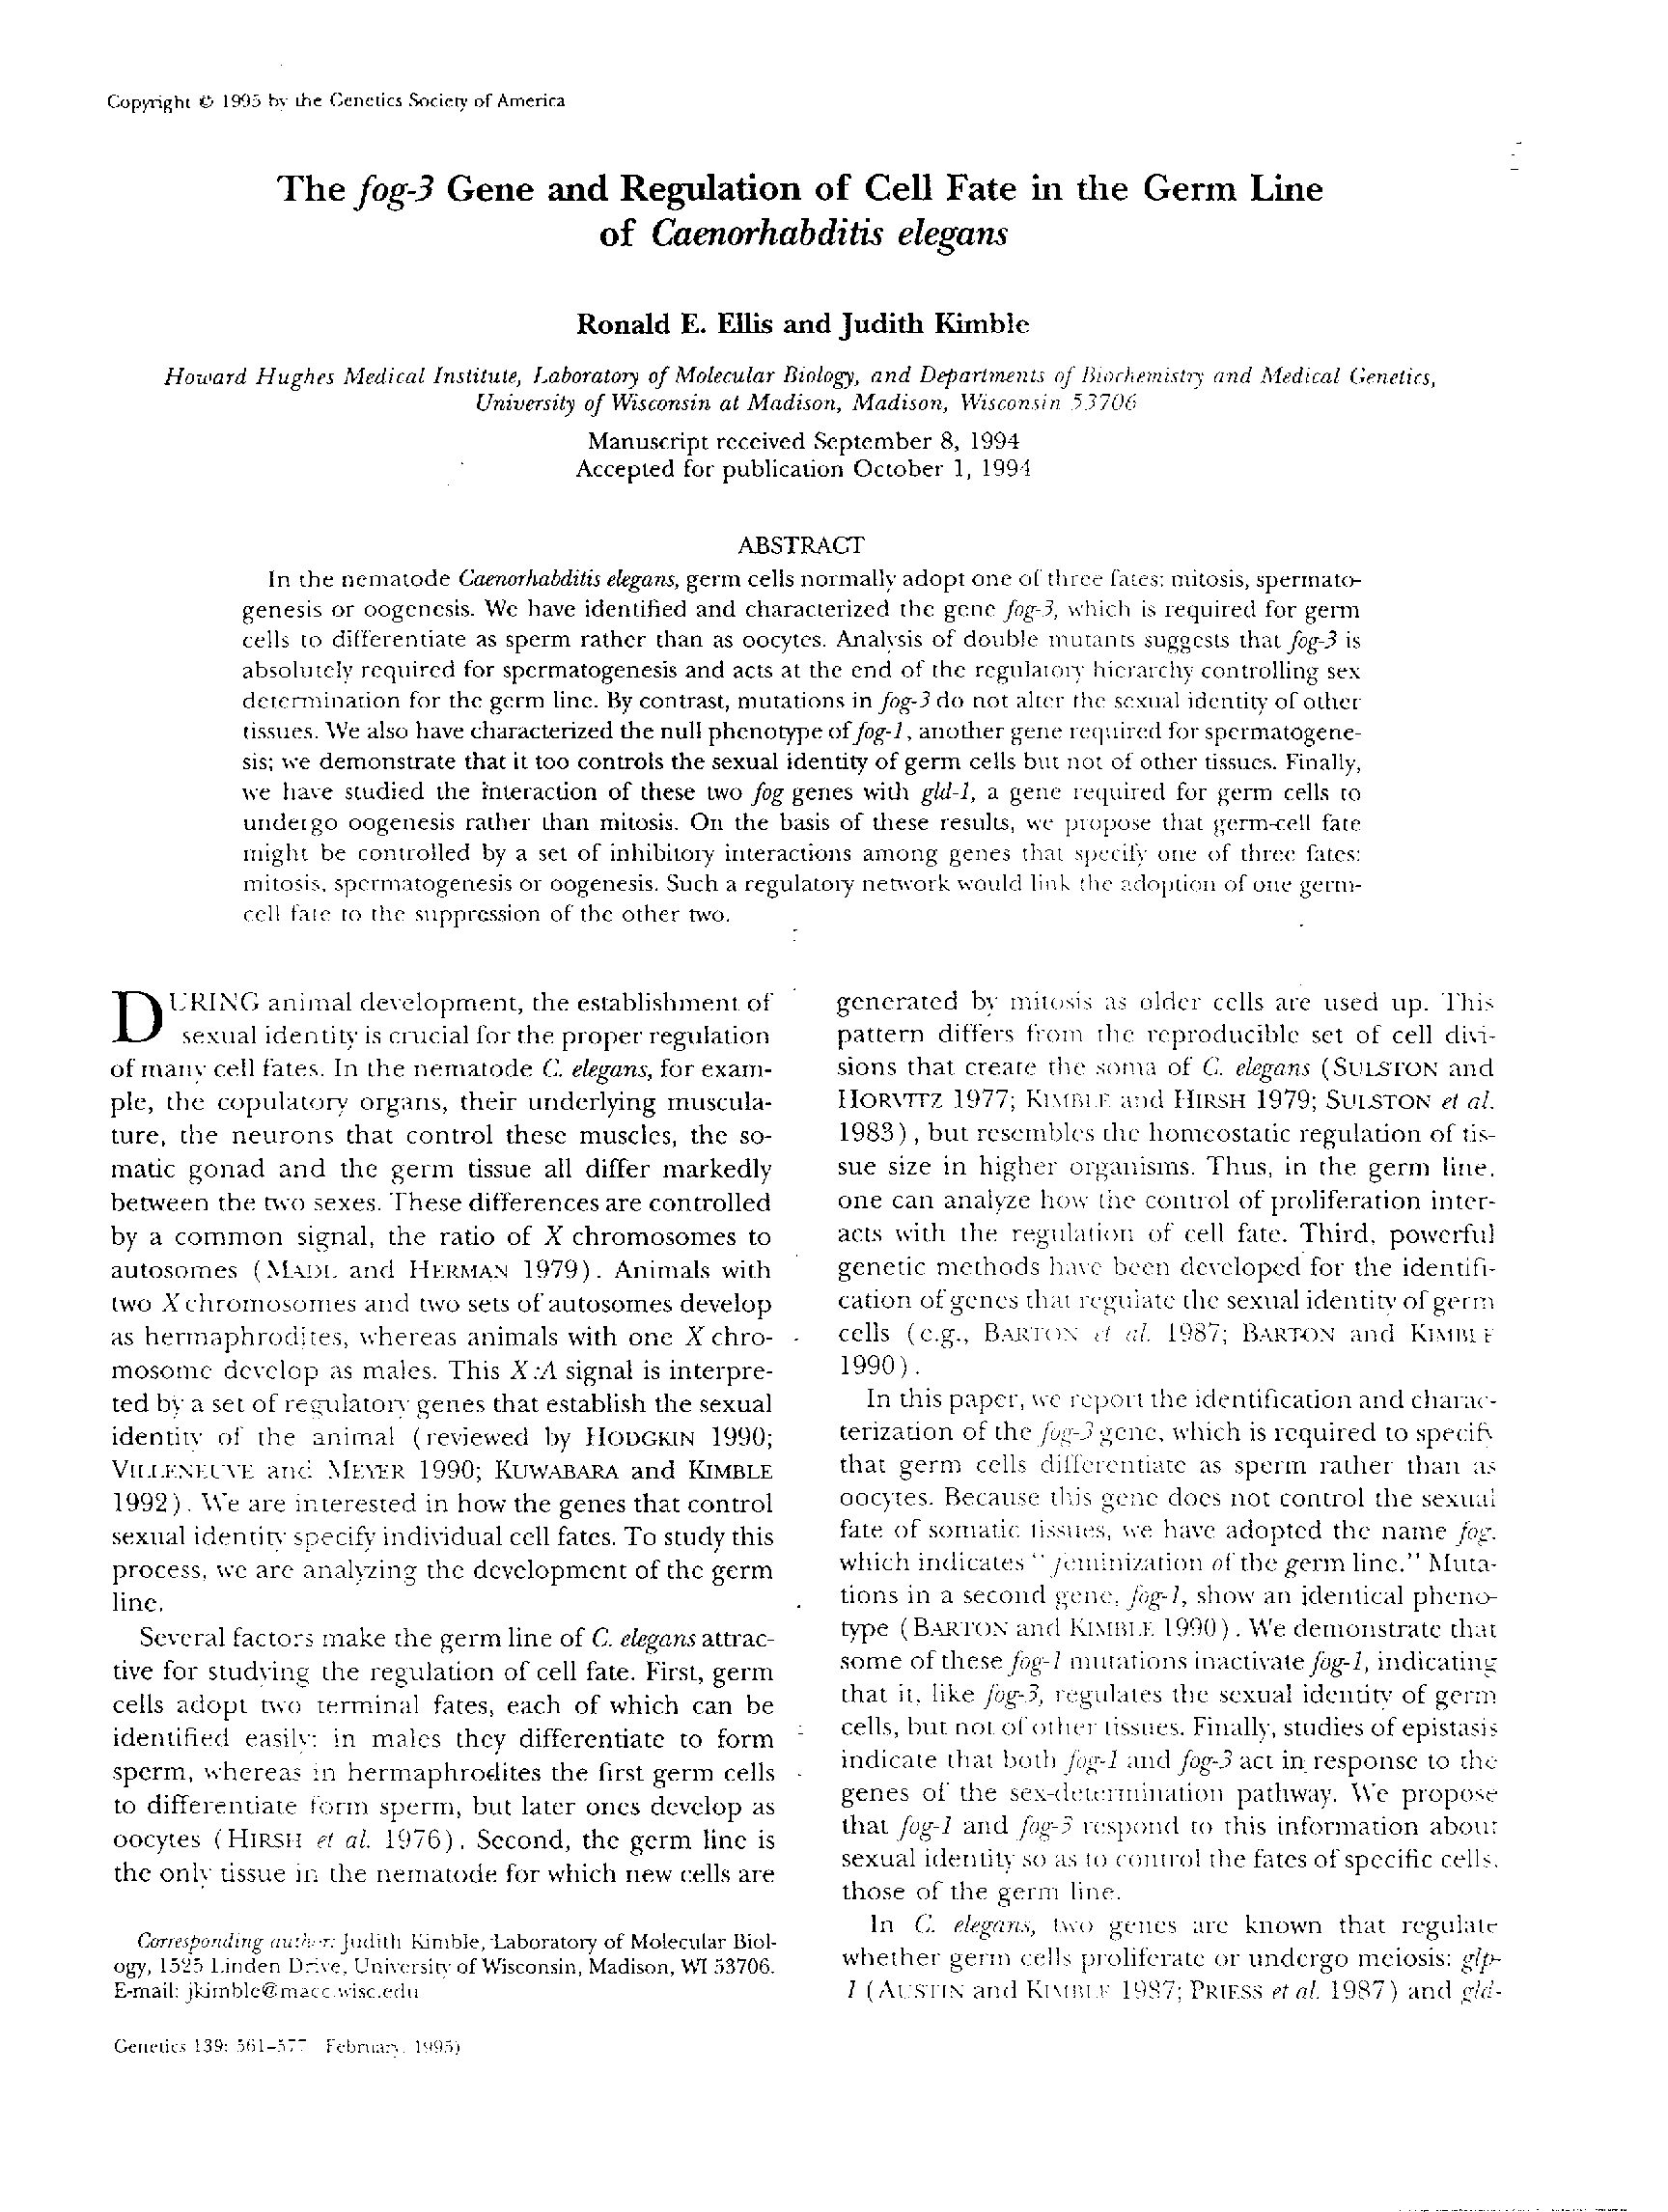 Copyright © 1995 by the Genetics Society of America
The fog-3 Gene and Regulation of Cell Fate in the Germ Line
of Caenorhabditis elegans
Ronald E. Ellis and Judith Kimble
Howard Hughes Medical Institute, Laboratory of Molecular Biology, and Departments of Biochemistry and Medical Genetics,
University of Wisconsin at Madison, Madison, Wisconsin 53706
Manuscript received September 8, 1994
Accepted for publication October 1, 1994
ABSTRACT
In the nematode Caenorhabditis elegans, germ cells normally adopt one of three fates: mitosis, spermato-
genesis or oogenesis. We have identified and characterized the gene fog-3, which is required for germ
cells to differentiate as sperm rather than as oocytes. Analysis of double mutants suggests that fog-3 is
absolutely required for spermatogenesis and acts at the end of the regulatory hierarchy controlling sex
determination for the germ line. By contrast, mutations in fog-3 do not alter the sexual identity of other
tissues. We also have characterized the null phenotype of fog-1, another gene required for spermatogene-
sis; we demonstrate that it too controls the sexual identity of germ cells but not of other tissues. Finally,
we have studied the interaction of these two fog genes with gld-1, a gene required for germ cells to
undergo oogenesis rather than mitosis. On the basis of these results, we propose that germ-cell fate
might be controlled by a set of inhibitory interactions among genes that specify one of three fates:
mitosis, spermatogenesis or oogenesis. Such a regulatory network would link the adoption of one germ-
cell fate to the suppression of the other two.
DURING animal development, the establishment of
sexual identity is crucial for the proper regulation
of many cell fates. In the nematode C. elegans, for exam-
ple, the copulatory organs, their underlying muscula-
ture, the neurons that control these muscles, the so-
matic gonad and the germ tissue all differ markedly
between the two sexes. These differences are controlled
by a common signal, the ratio of X chromosomes to
autosomes (MADL and HERMAN 1979). Animals with
two X chromosomes and two sets of autosomes develop
as hermaphrodites, whereas animals with one X chro-
mosome develop as males. This X:A signal is interpre-
ted by a set of regulatory genes that establish the sexual
identity of the animal (reviewed by HODGKIN 1990;
VILLENEUVE and MEYER 1990; KUWABARA and KIMBLE
1992). We are interested in how the genes that control
sexual identity specify individual cell fates. To study this
process, we are analyzing the development of the germ
line.
Several factors make the germ line of C. elegans attrac-
tive for studying the regulation of cell fate. First, germ
cells adopt two terminal fates, each of which can be
identified easily: in males they differentiate to form
sperm, whereas in hermaphrodites the first germ cells
to differentiate form sperm, but later ones develop as
oocytes (HIRSH et al. 1976). Second, the germ line is
the only tissue in the nematode for which new cells are
Corresponding author: Judith Kimble, Laboratory of Molecular Biol-
ogy, 1525 Linden Drive, University of Wisconsin, Madison, WI 53706.
E-mail: jkimble@macc.wisc.edu
Genetics 139: 561-577 February, 1995)
generated by mitosis as older cells are used up. This
pattern differs from the reproducible set of cell divi-
sions that create the soma of C. elegans (SULSTON and
HORVITZ 1977; KIMBLE and HIRSH 1979; SULSTON et al.
1983), but resembles the homeostatic regulation of tis-
sue size in higher organisms. Thus, in the germ line,
one can analyze how the control of proliferation inter-
acts with the regulation of cell fate. Third, powerful
genetic methods have been developed for the identifi-
cation of genes that regulate the sexual identity of germ
cells (e.g., BARTON et al. 1987; BARTON and KIMBLE
1990).
In this paper, we report the identification and charac-
terization of the fog-3 gene, which is required to specify
that germ cells differentiate as sperm rather than as
oocytes. Because this gene does not control the sexual
fate of somatic tissues, we have adopted the name fog,
which indicates "feminization of the germ line." Muta-
tions in a second gene, fog-1, show an identical pheno-
type (BARTON and KIMBLE 1990). We demonstrate that
some of these fog-1 mutations inactivate fog-1, indicating
that it, like fog-3, regulates the sexual identity of germ
cells, but not of other tissues. Finally, studies of epistasis
indicate that both fog-1 and fog-3 act in response to the
genes of the sex-determination pathway. We propose
that fog-1 and fog-3 respond to this information about
sexual identity so as to control the fates of specific cells,
those of the germ line.
In C. elegans, two genes are known that regulate
whether germ cells proliferate or undergo meiosis: glp-
1 (AUSTIN and KIMBLE 1987; PRIESS et al. 1987) and gld-